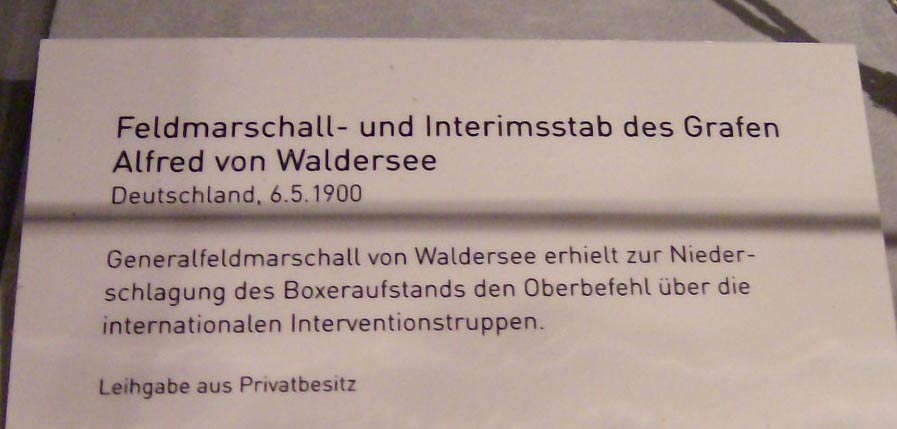 Feldmarschall- und Interimsstab des Grafen
Alfred von Waldersee
Deutschland, 6.5.1900
Generalfeldmarschall von Waldersee erhielt zur Nieder-
schlagung des Boxeraufstands den Oberbefehl über die
internationalen Interventionstruppen.
Leihgabe aus Privatbesitz